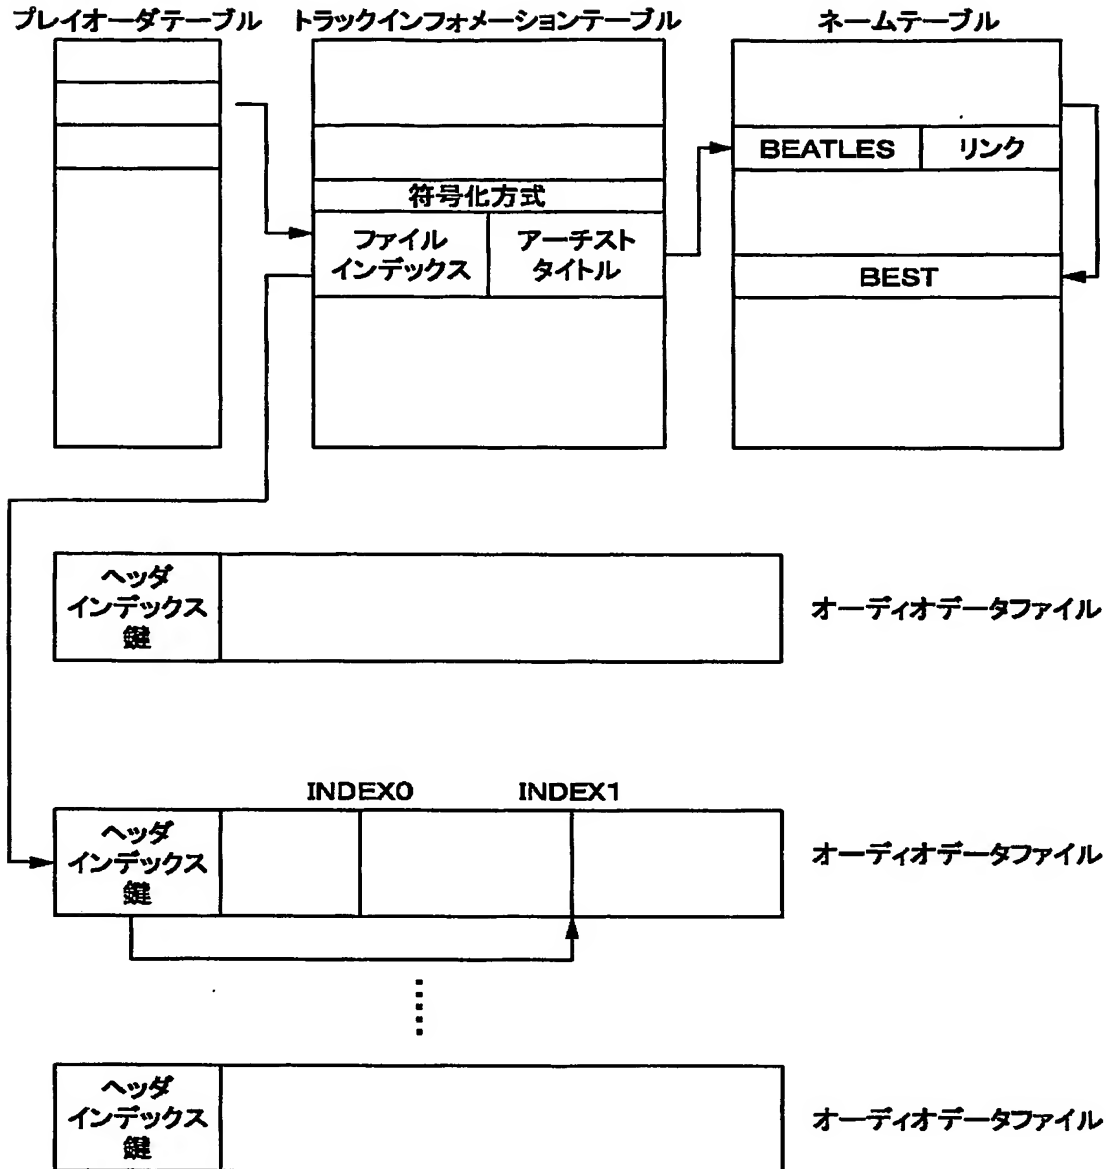 プレイオーダテーブル
トラックインフォメーションテーブル
ネームテーブル
符号化方式
ファイル
インデックス
アーチスト
タイトル
BEATLES
リンク
BEST
ヘッダ
インデックス
鍵
オーディオデータファイル
INDEX0
INDEX1
ヘッダ
インデックス
鍵
オーディオデータファイル
ヘッダ
インデックス
鍵
オーディオデータファイル